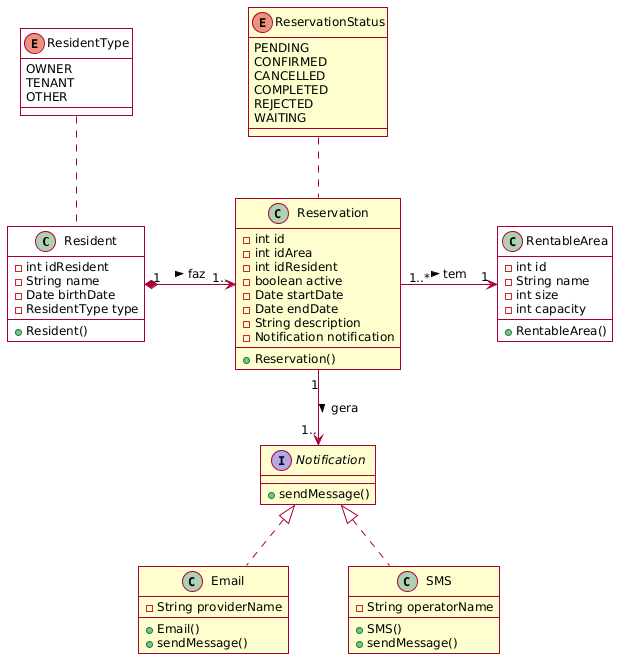 E ResidentType
OWNER
TENANT
OTHER
E ReservationStatus
PENDING
CONFIRMED
CANCELLED
COMPLETED
REJECTED
WAITING
C Resident
int idResident
String name
Date birthDate
ResidentType type
Resident()
1
faz
1..
C Reservation
int id
int idArea
int idResident
boolean active
Date startDate
Date endDate
String description
Notification notification
Reservation()
1..*
tem
1
C RentableArea
int id
String name
int size
int capacity
RentableArea()
1
gera
1..
I Notification
sendMessage()
C Email
String providerName
Email()
sendMessage()
C SMS
String operatorName
SMS()
sendMessage()